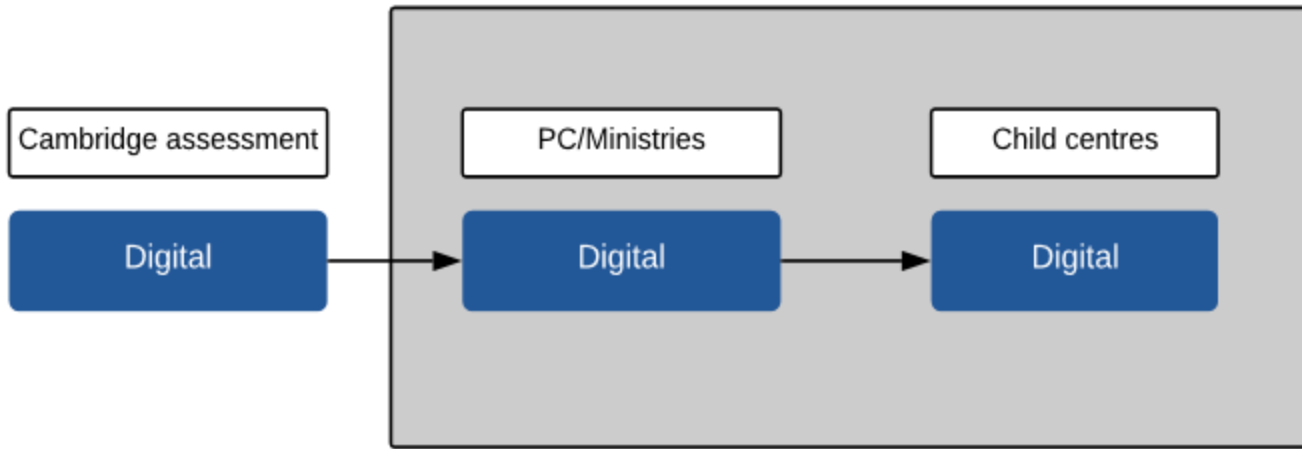 Cambridge assessment
PC/Ministries
Child centres
Digital
Digital
Digital